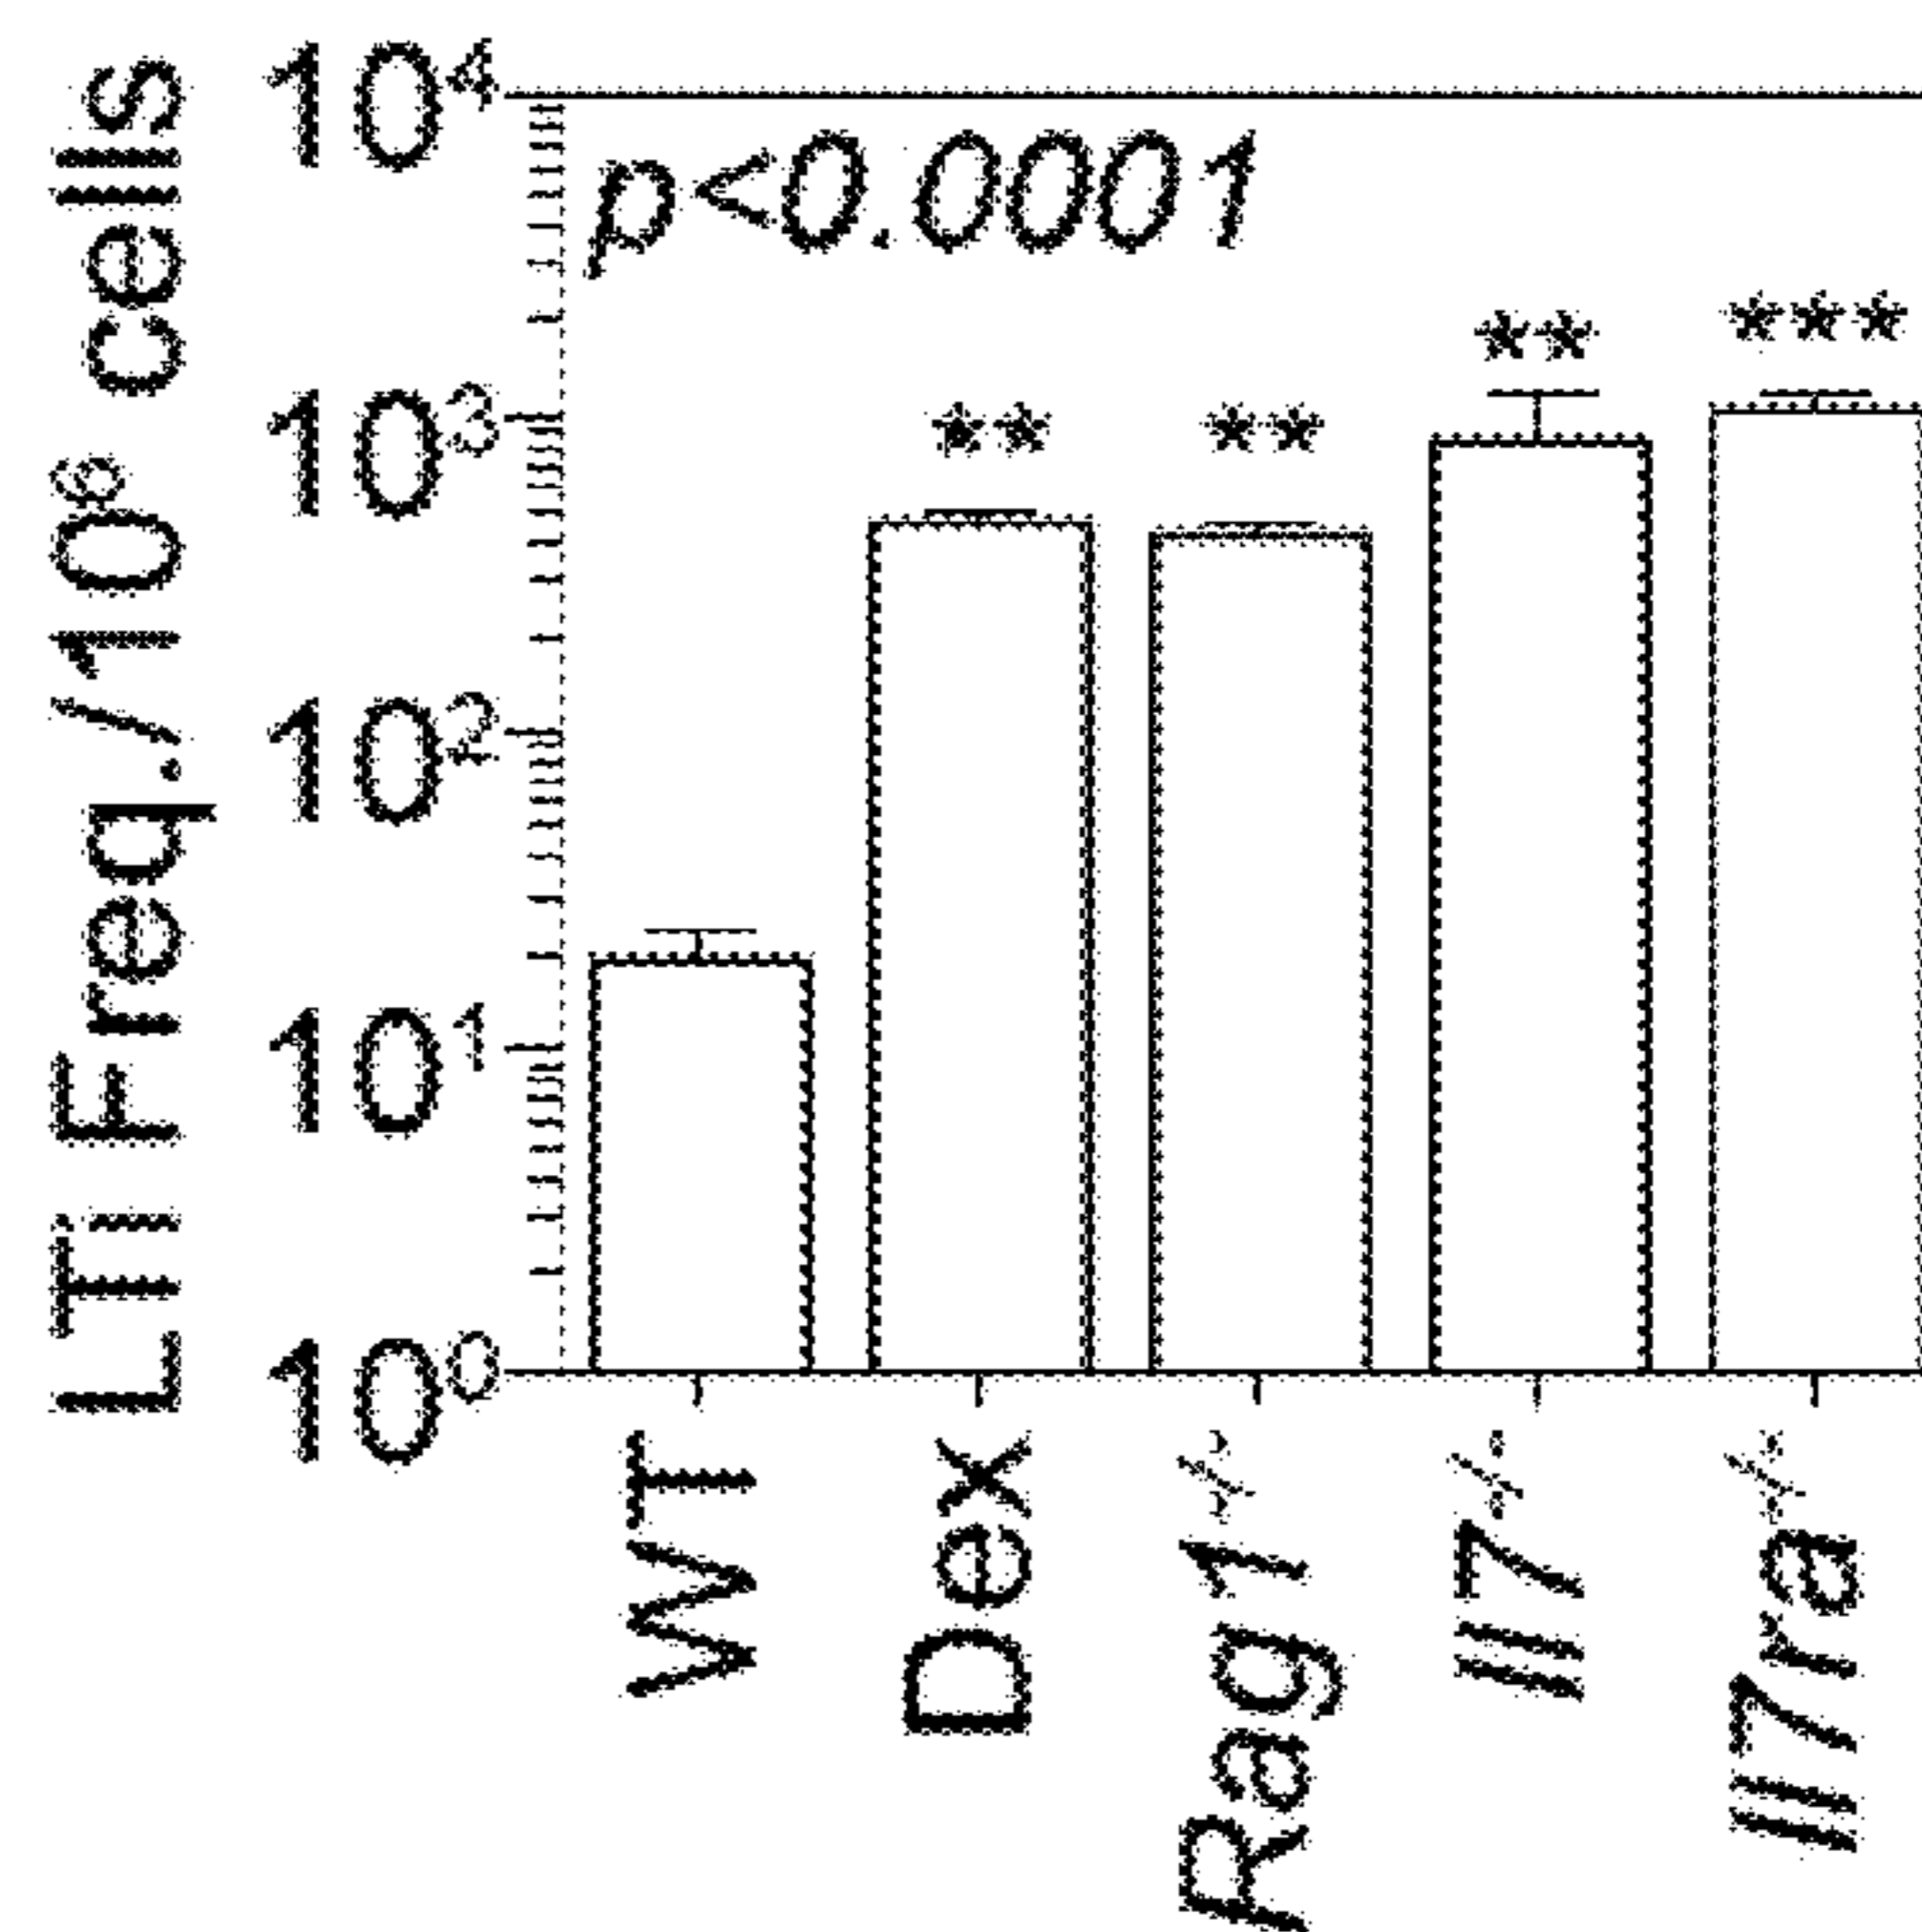 LTi Freq./10⁶ cells
10⁴
10³
10²
10¹
10⁰
p<0.0001
**
**
**
***
WT
Dex
Rag1⁻/⁻
Il7⁻/⁻
Il7ra⁻/⁻